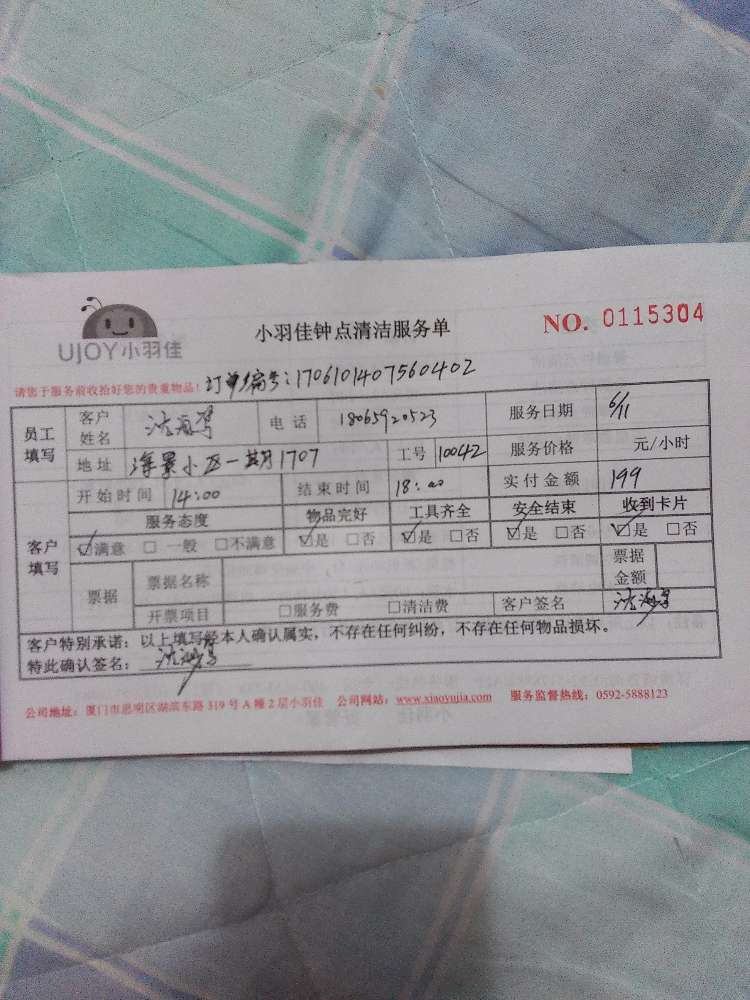 UJOY小羽佳
小羽佳钟点清洁服务单
NO. 0115304
请您于服务前收拾好您的贵重物品！ 订单编号：1706101407560402
员工填写 客户姓名 电话 18065920523 服务日期 6/11
地址 海景小区一期1707 工号 10042 服务价格 元/小时
客户填写 开始时间 14:00 结束时间 18:00 实付金额 199
服务态度 物品完好 工具齐全 安全结束 收到卡片
☑满意 □一般 □不满意 ☑是 □否 ☑是 □否 ☑是 □否 ☑是 □否
票据 票据名称 票据金额
开票项目 □服务费 □清洁费 客户签名
客户特别承诺：以上填写经本人确认属实，不存在任何纠纷，不存在任何物品损坏。
特此确认签名：
公司地址：厦门市思明区湖滨东路319号A幢2层小羽佳 公司网站：www.xiaoyujia.com 服务监督热线：0592-5888123